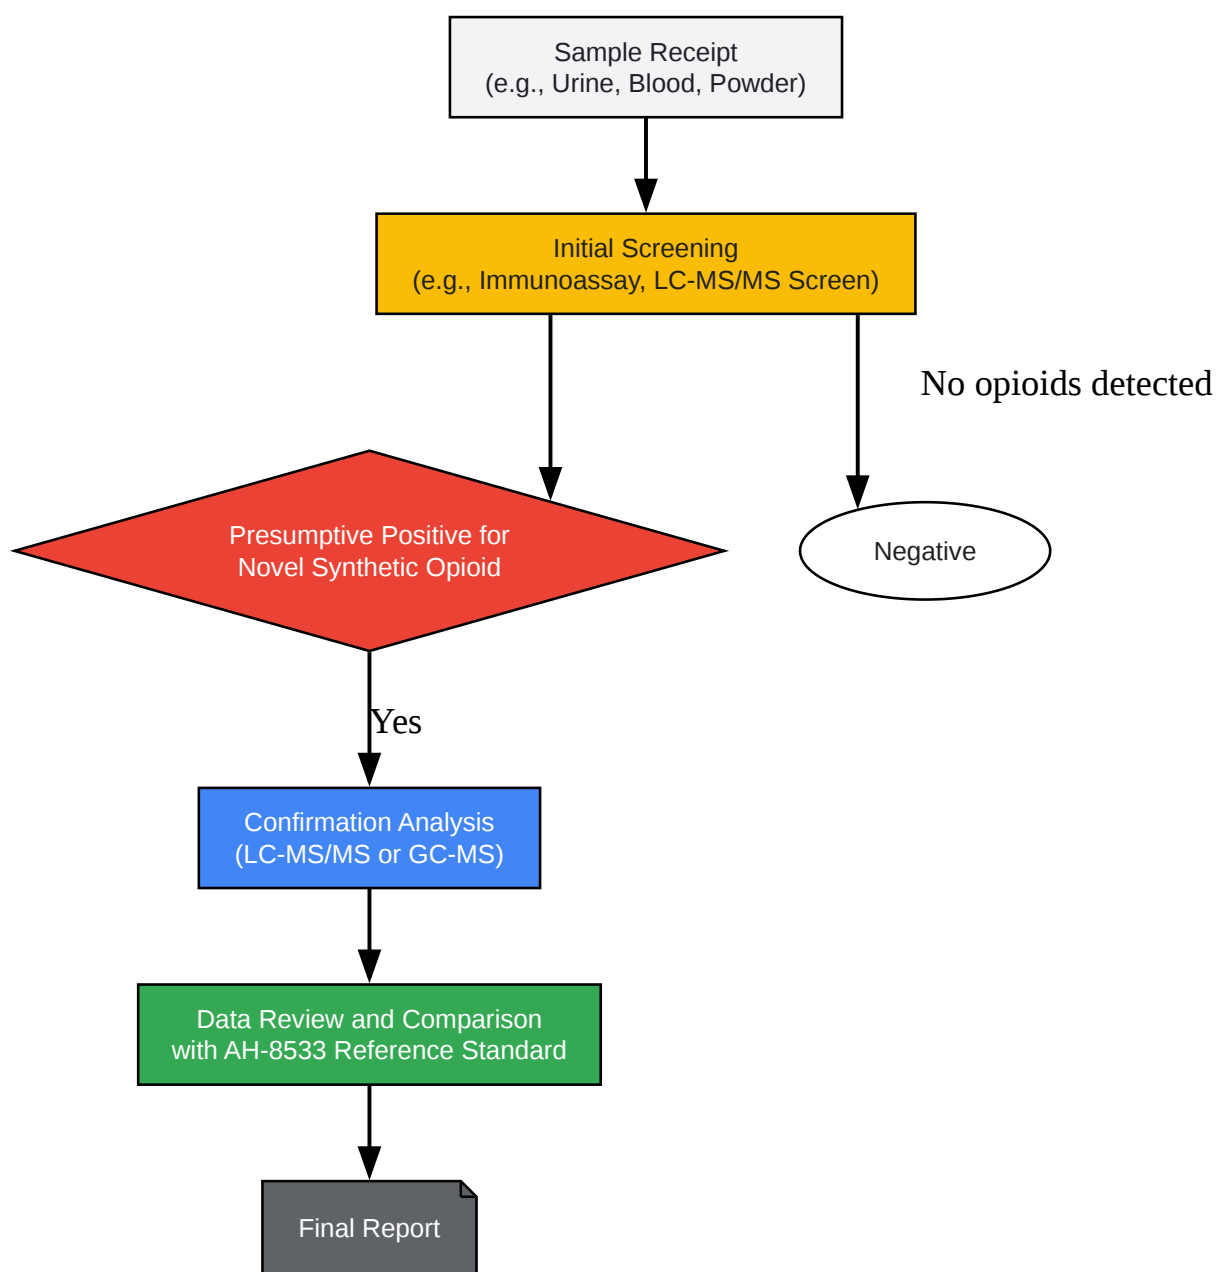 Sample Receipt
(e.g., Urine, Blood, Powder)
Initial Screening
(e.g., Immunoassay, LC-MS/MS Screen)
No opioids detected
Presumptive Positive for
Novel Synthetic Opioid
Negative
Yes
Confirmation Analysis
(LC-MS/MS or GC-MS)
Data Review and Comparison
with AH-8533 Reference Standard
Final Report